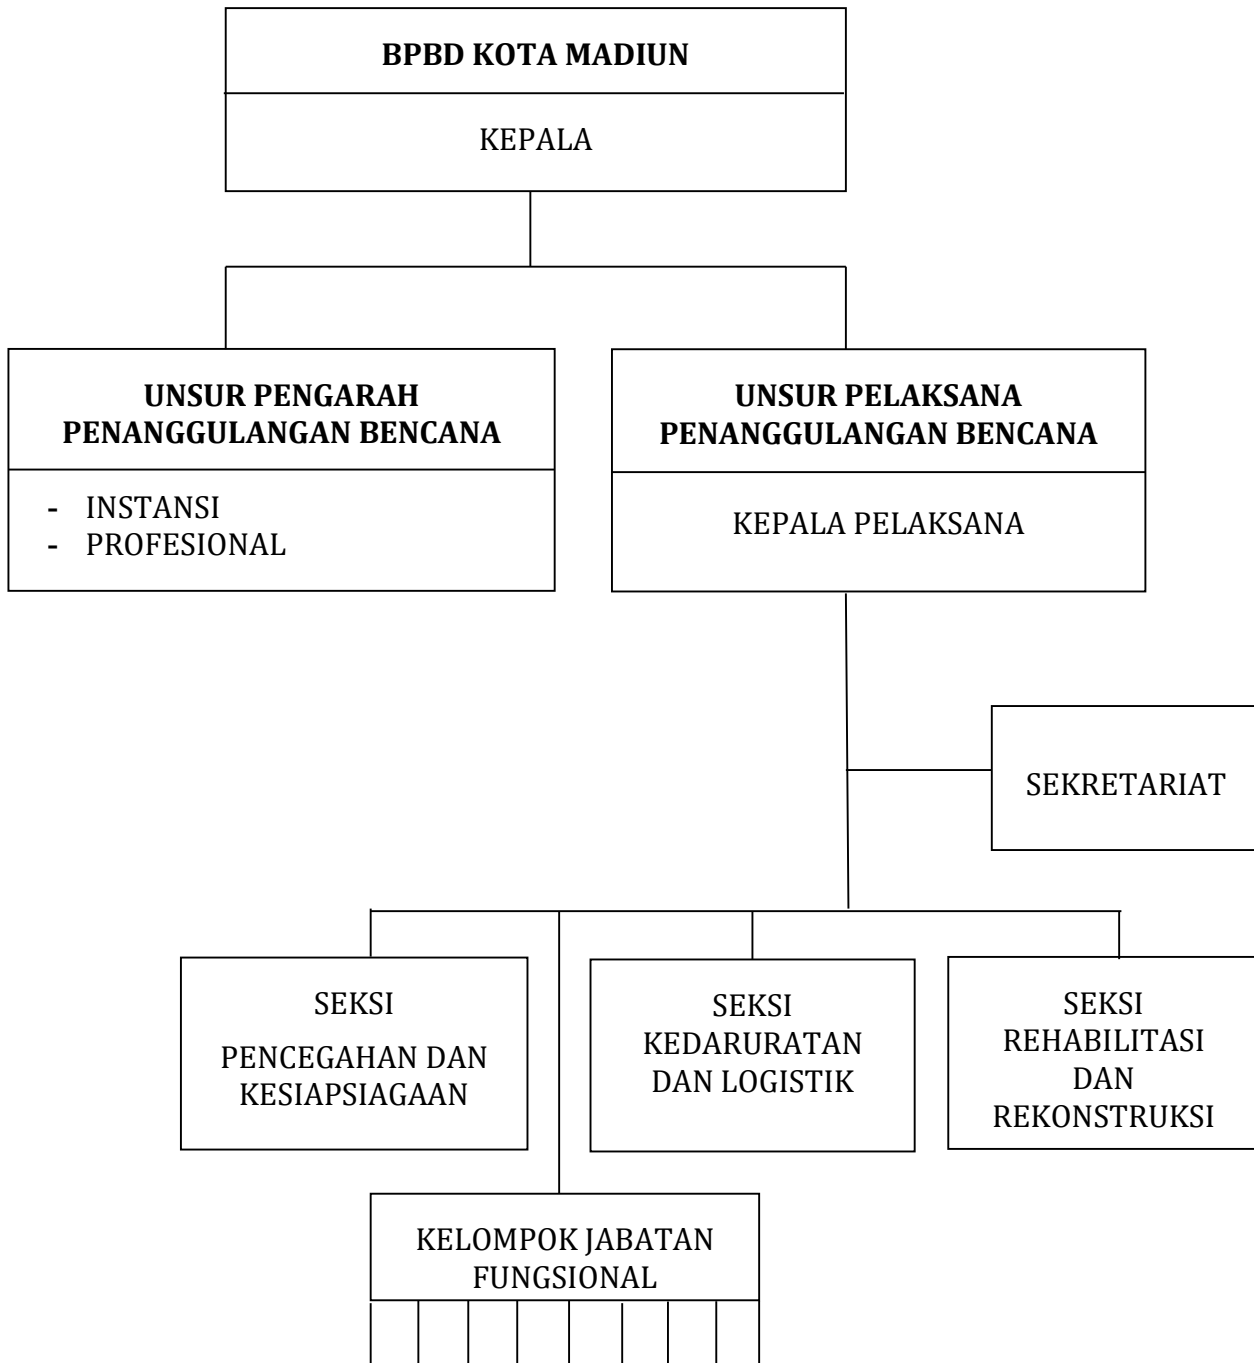 BPBD KOTA MADIUN
KEPALA
UNSUR PENGARAH
PENANGGULANGAN BENCANA
- INSTANSI
- PROFESIONAL
UNSUR PELAKSANA
PENANGGULANGAN BENCANA
KEPALA PELAKSANA
SEKRETARIAT
SEKSI
PENCEGAHAN DAN
KESIAPSIAGAAN
SEKSI
KEDARURATAN
DAN LOGISTIK
SEKSI
REHABILITASI
DAN
REKONSTRUKSI
KELOMPOK JABATAN
FUNGSIONAL